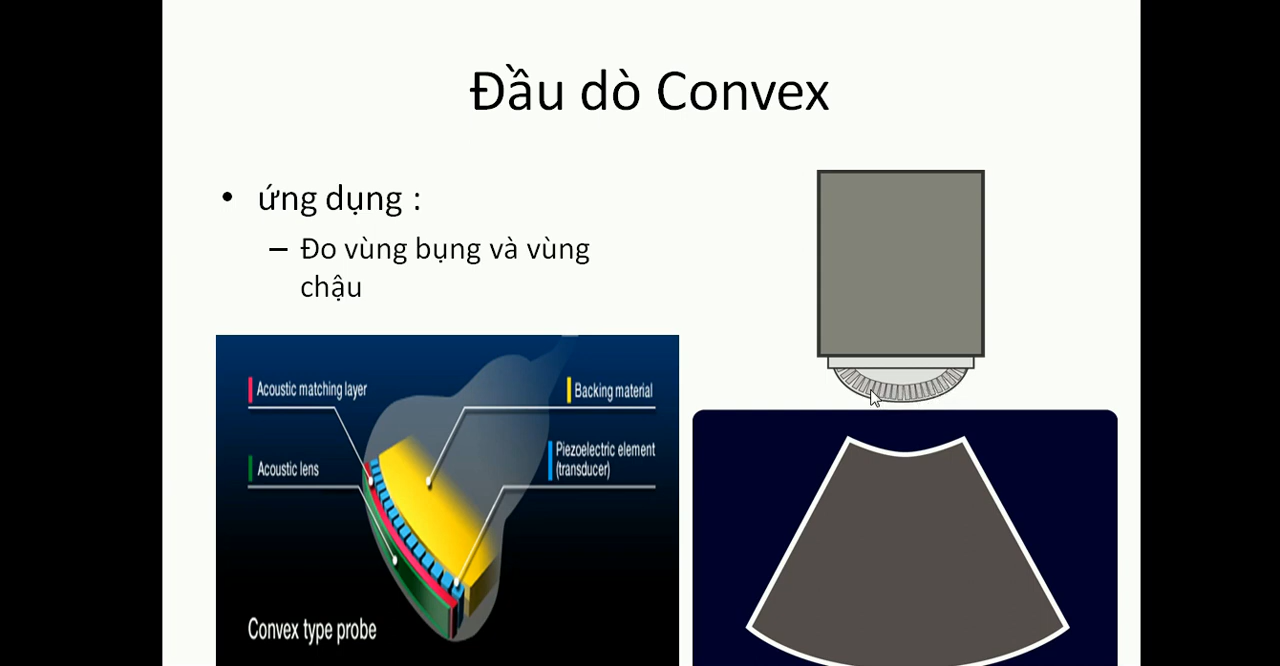 Đầu dò Convex
• ứng dụng :
– Đo vùng bụng và vùng
chậu
Acoustic matching layer
Backing material
Acoustic lens
Piezoelectric element
(transducer)
Convex type probe